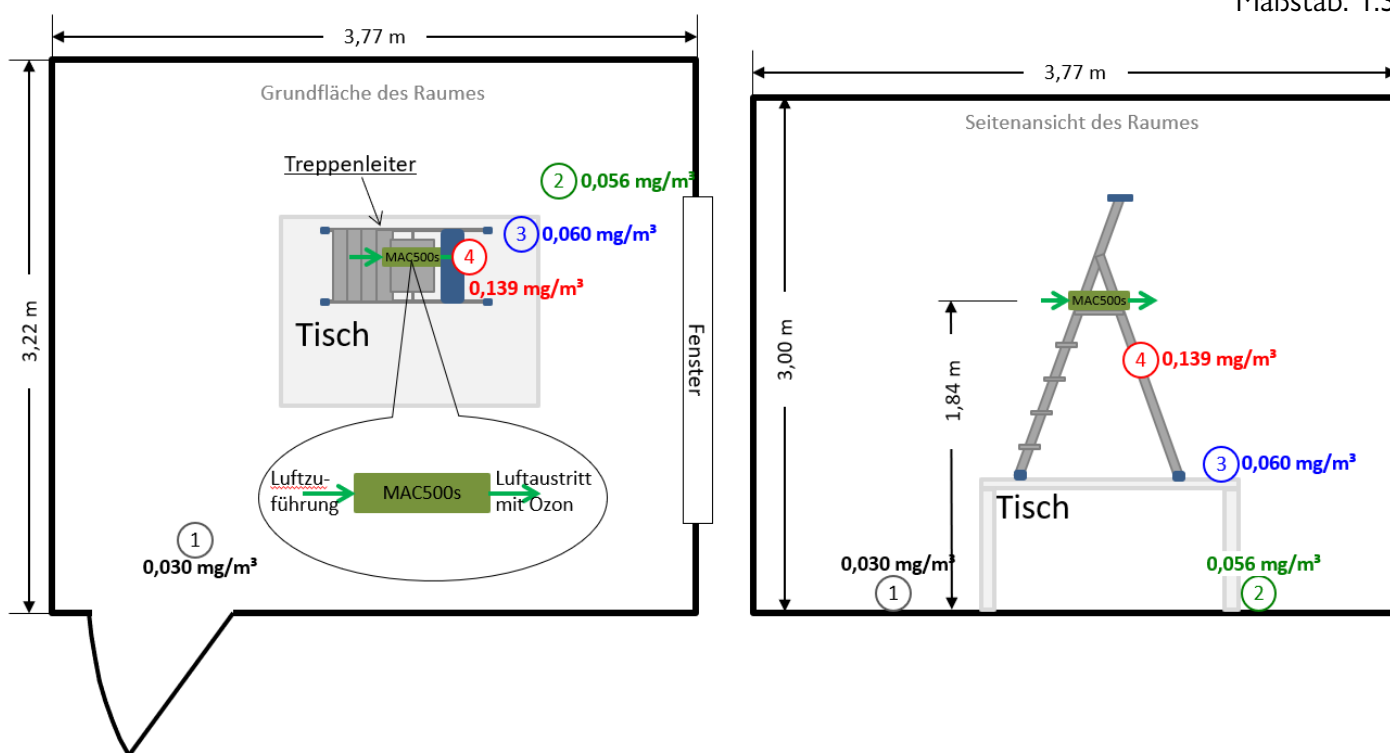 Maßstab: 1:3
3,77 m
Grundfläche des Raumes
Treppenleiter
2 0,056 mg/m³
3 0,060 mg/m³
MAC500s
4
0,139 mg/m³
Tisch
3,22 m
Fenster
Luftzu-
führung
MAC500s
Luftaustritt
mit Ozon
1
0,030 mg/m³
3,77 m
Seitenansicht des Raumes
3,00 m
MAC500s
1,84 m
4 0,139 mg/m³
3 0,060 mg/m³
Tisch
0,030 mg/m³
1
0,056 mg/m³
2